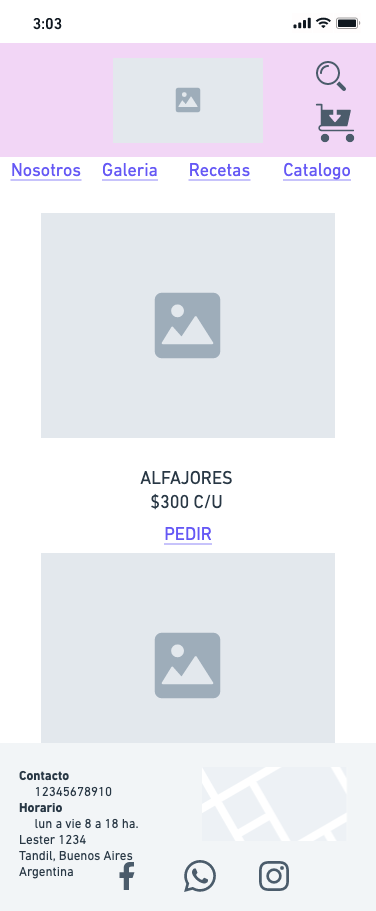 3:03
Nosotros Galeria Recetas Catalogo
ALFAJORES
$300 C/U
PEDIR
Contacto
12345678910
Horario
lun a vie 8 a 18 ha.
Lester 1234
Tandil, Buenos Aires
Argentina